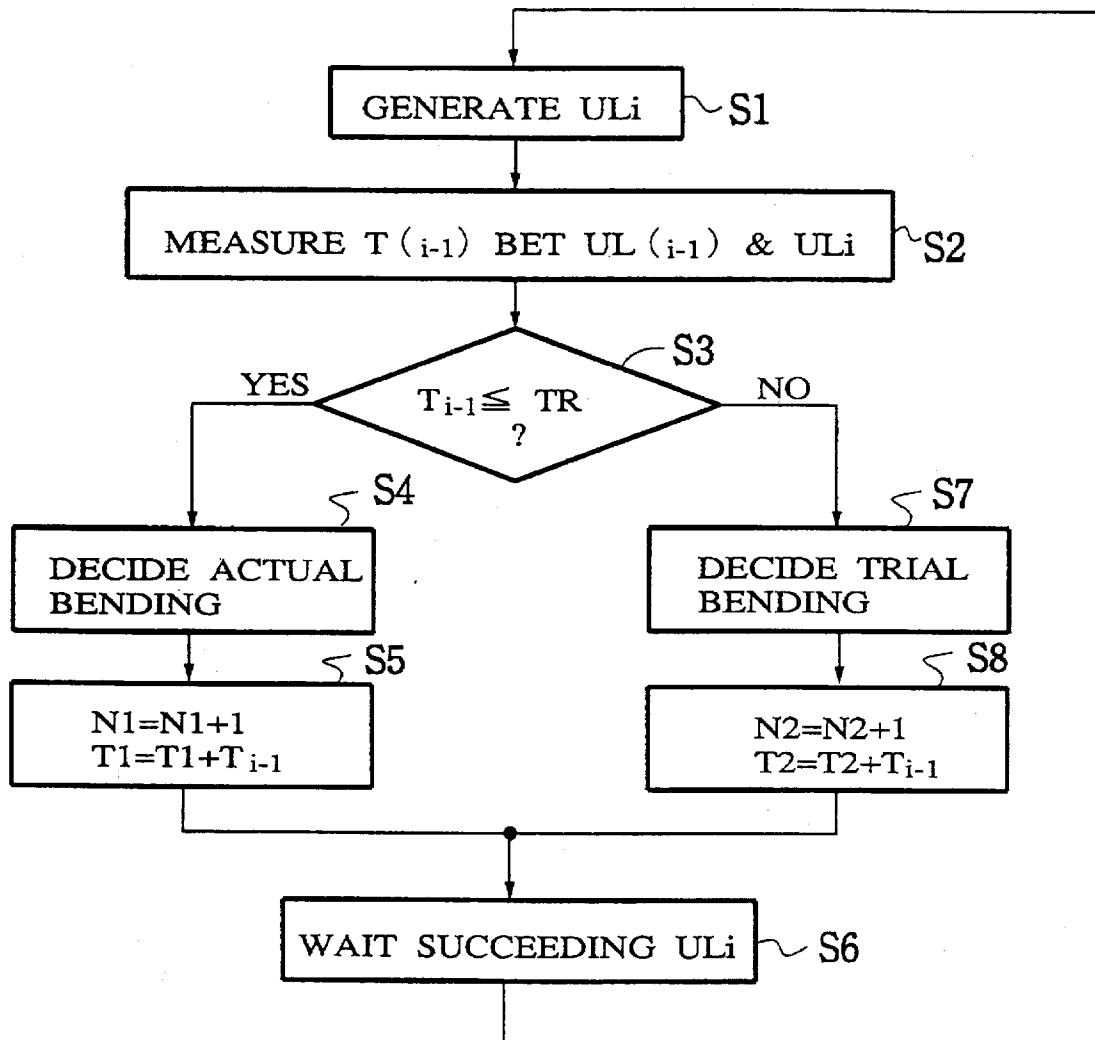 GENERATE ULi
S1
MEASURE T (i-1) BET UL (i-1) & ULi
S2
S3
YES
NO
Ti-1≦ TR
?
S4
S7
DECIDE ACTUAL
BENDING
DECIDE TRIAL
BENDING
S5
S8
N1=N1+1
T1=T1+Ti-1
N2=N2+1
T2=T2+Ti-1
WAIT SUCCEEDING ULi
S6